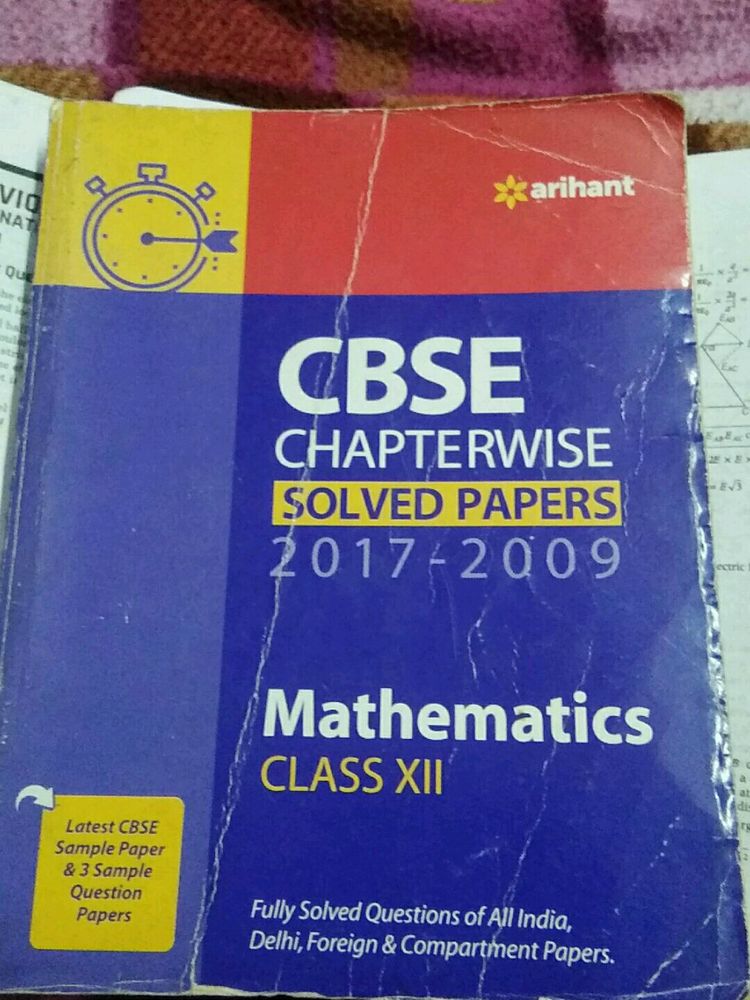 arihant
CBSE
CHAPTERWISE
SOLVED PAPERS
2017-2009
Mathematics
CLASS XII
Latest CBSE
Sample Paper
& 3 Sample
Question
Papers
Fully Solved Questions of All India,
Delhi, Foreign & Compartment Papers.